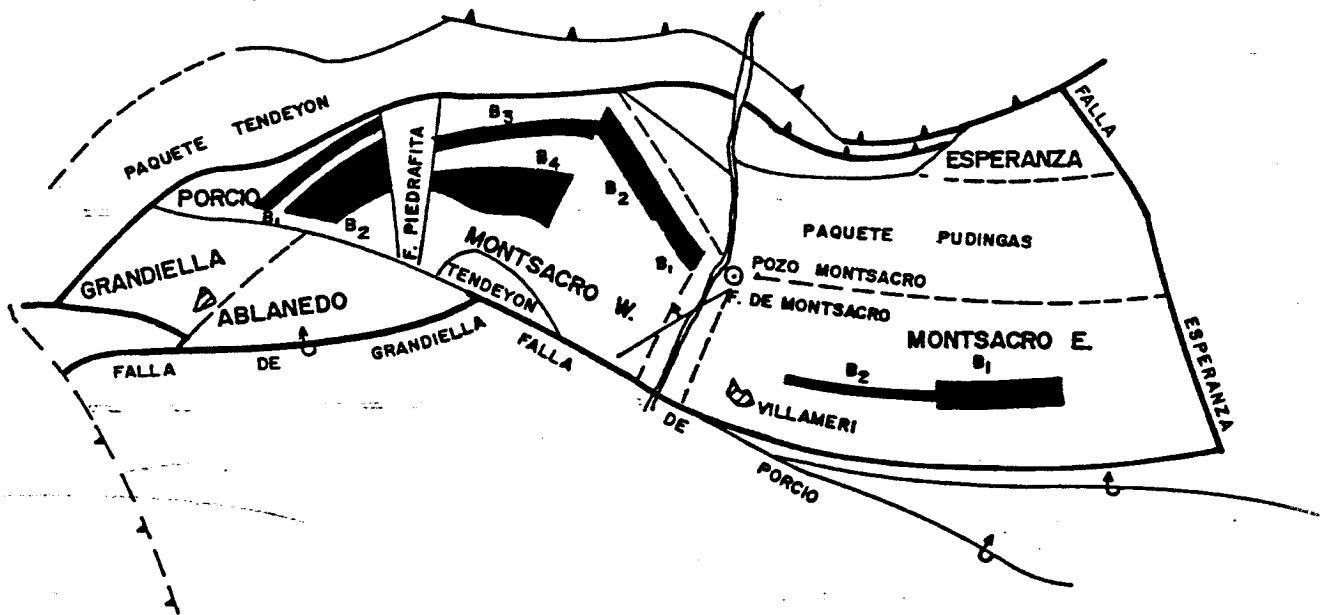 PAQUETE TENDEYON
PORCIO
B1
B2
F. PIEDRAFITA
B3
B4
B2
B1
MONTSACRO W.
TENDEYON
GRANDIELLA
ABLANEDO
FALLA DE GRANDIELLA
FALLA DE PORCIO
ESPERANZA
FALLA ESPERANZA
PAQUETE PUDINGAS
POZO MONTSACRO
F. DE MONTSACRO
MONTSACRO E.
B2
B1
VILLAMERI